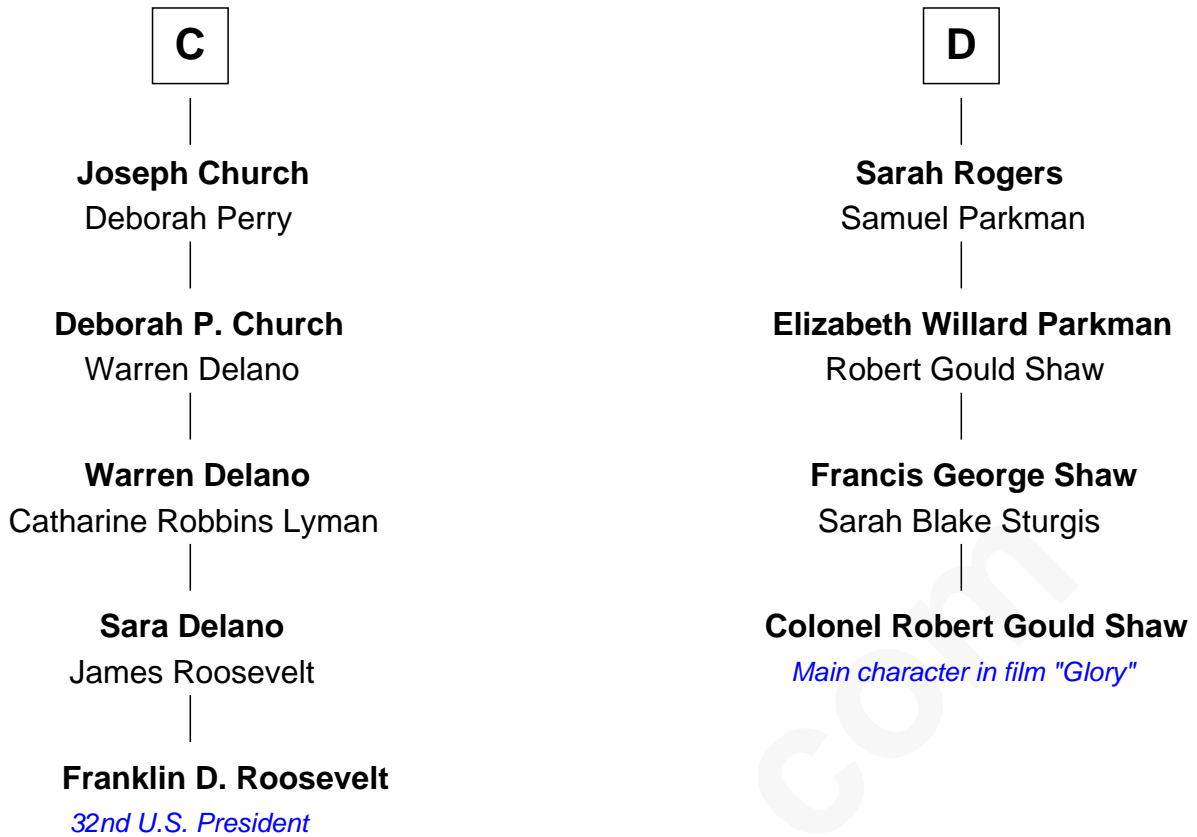 C
Joseph Church
Deborah Perry
Deborah P. Church
Warren Delano
Warren Delano
Catharine Robbins Lyman
Sara Delano
James Roosevelt
Franklin D. Roosevelt
32nd U.S. President
D
Sarah Rogers
Samuel Parkman
Elizabeth Willard Parkman
Robert Gould Shaw
Francis George Shaw
Sarah Blake Sturgis
Colonel Robert Gould Shaw
Main character in film "Glory"
com